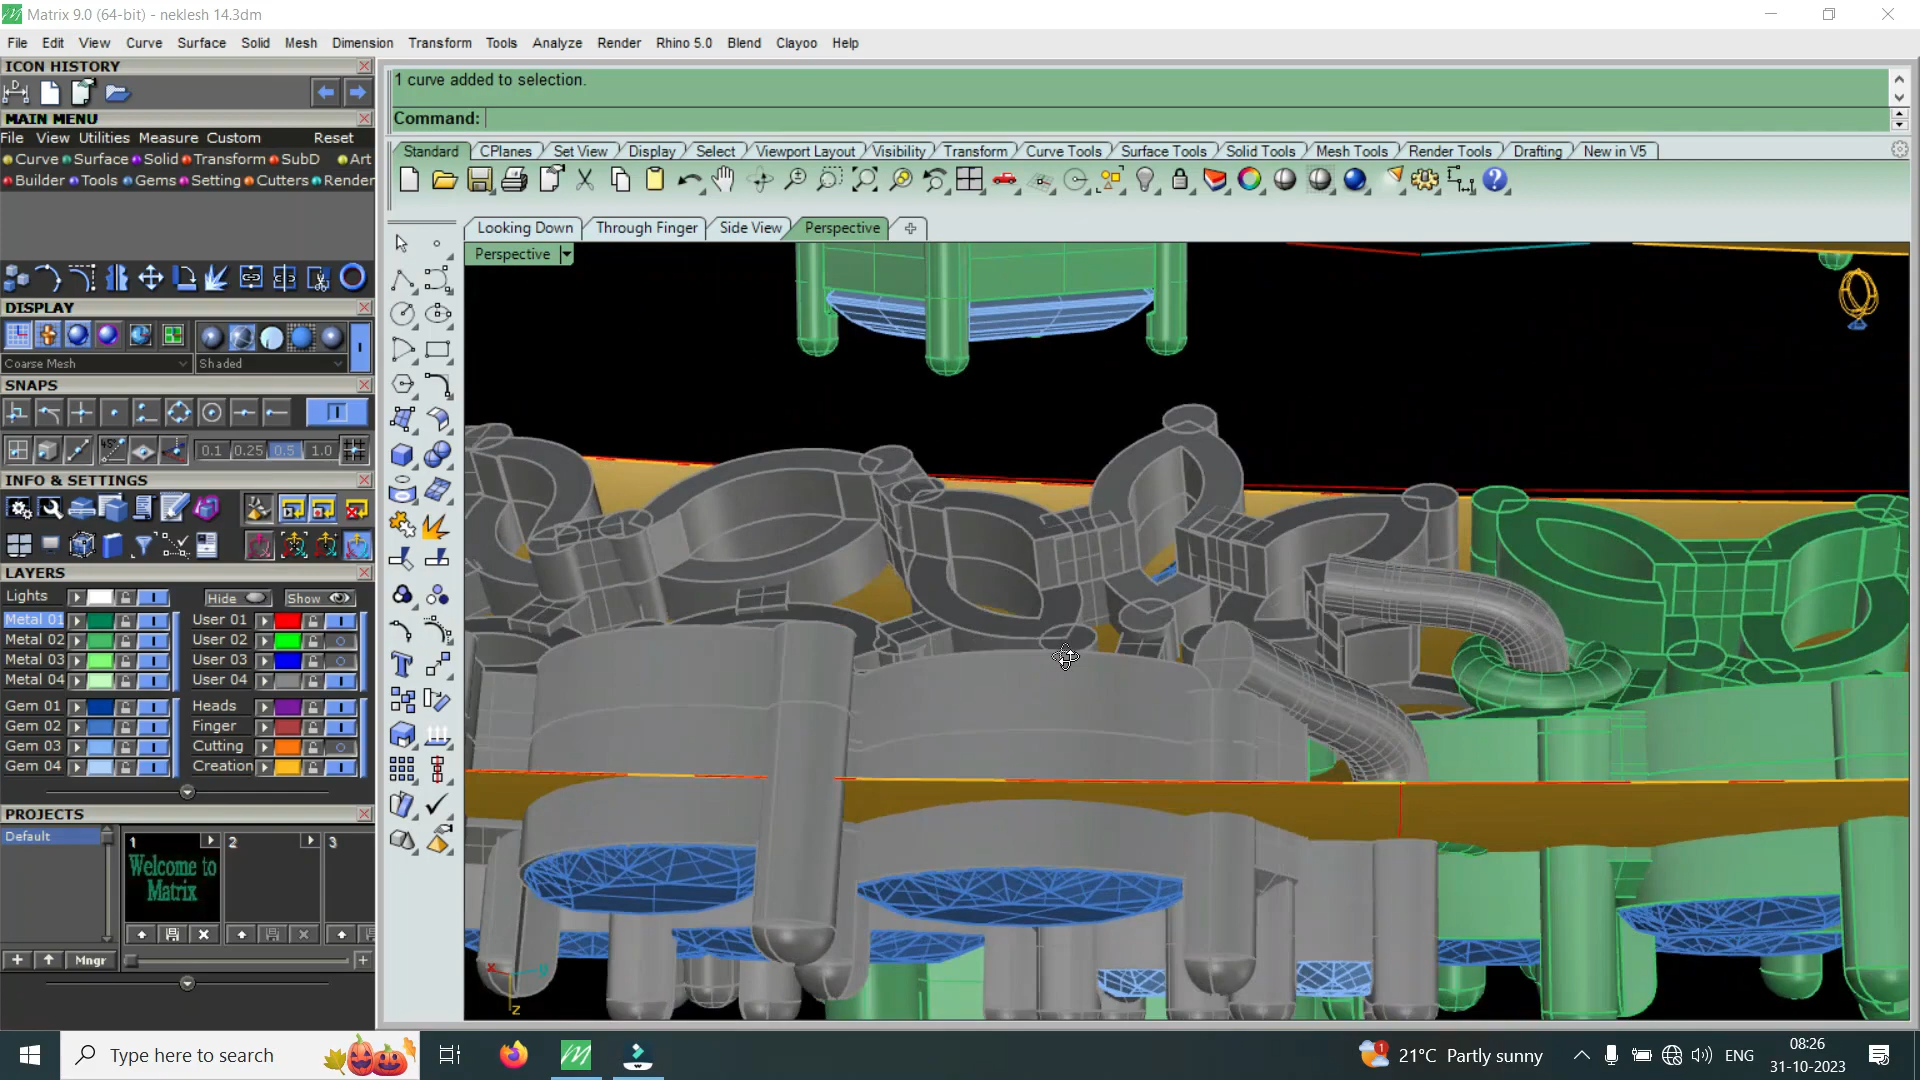 Matrix 9.0 (64-bit) - neklesh 14.3dm
File Edit View Curve Surface Solid Mesh Dimension Transform Tools Analyze Render Rhino 5.0 Blend Clayoo Help
ICON HISTORY
MAIN MENU
File View Utilities Measure Custom Reset
Curve Surface Solid Transform SubD Art
Builder Tools Gems Setting Cutters Render
DISPLAY
Coarse Mesh Shaded
SNAPS
0.1 0.25 0.5 1.0
INFO & SETTINGS
LAYERS
Lights Hide Show
Metal 01 User 01
Metal 02 User 02
Metal 03 User 03
Metal 04 User 04
Gem 01 Heads
Gem 02 Finger
Gem 03 Cutting
Gem 04 Creation
PROJECTS
Default
1 2 3
Welcome to
Matrix
Mngr
1 curve added to selection.
Command:
Standard CPlanes Set View Display Select Viewport Layout Visibility Transform Curve Tools Surface Tools Solid Tools Mesh Tools Render Tools Drafting New in V5
Looking Down Through Finger Side View Perspective
Perspective
x y
z
Type here to search
1 21°C Partly sunny
ENG
08:26
31-10-2023